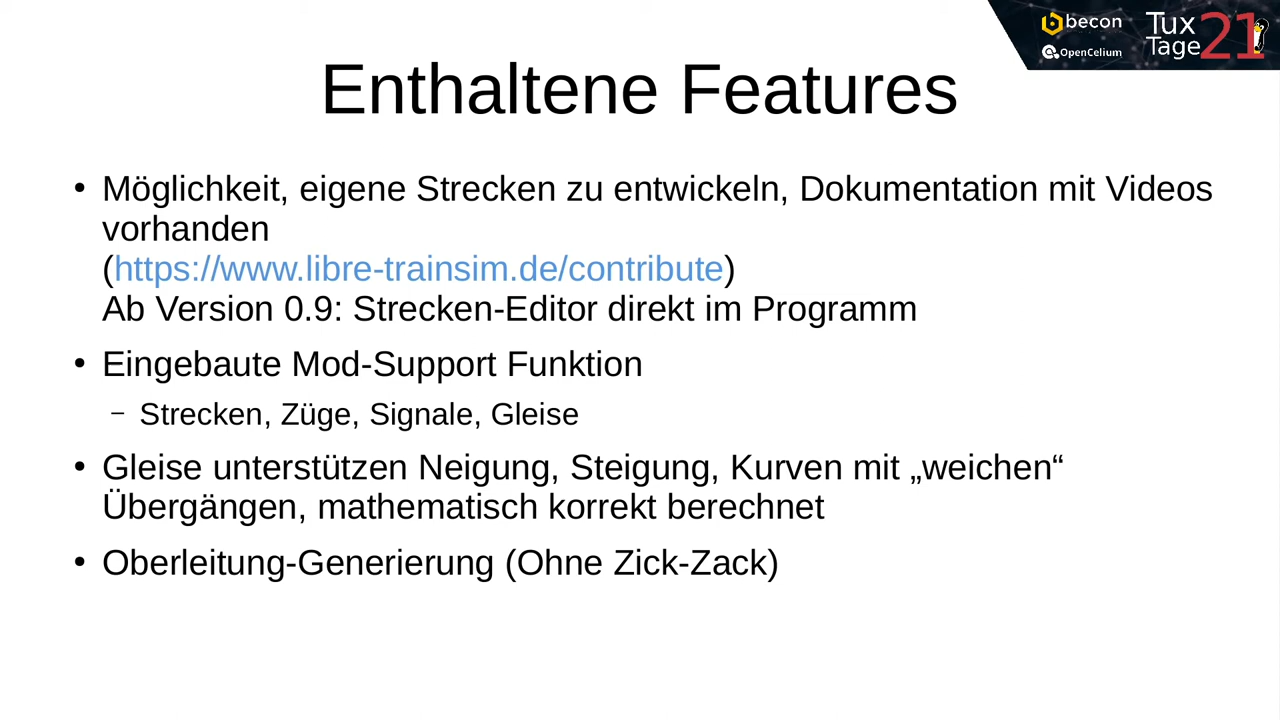 becon
OpenCelium
Tux
Tage
21
Enthaltene Features
• Möglichkeit, eigene Strecken zu entwickeln, Dokumentation mit Videos
vorhanden
(https://www.libre-trainsim.de/contribute)
Ab Version 0.9: Strecken-Editor direkt im Programm
• Eingebaute Mod-Support Funktion
– Strecken, Züge, Signale, Gleise
• Gleise unterstützen Neigung, Steigung, Kurven mit „weichen“
Übergängen, mathematisch korrekt berechnet
• Oberleitung-Generierung (Ohne Zick-Zack)